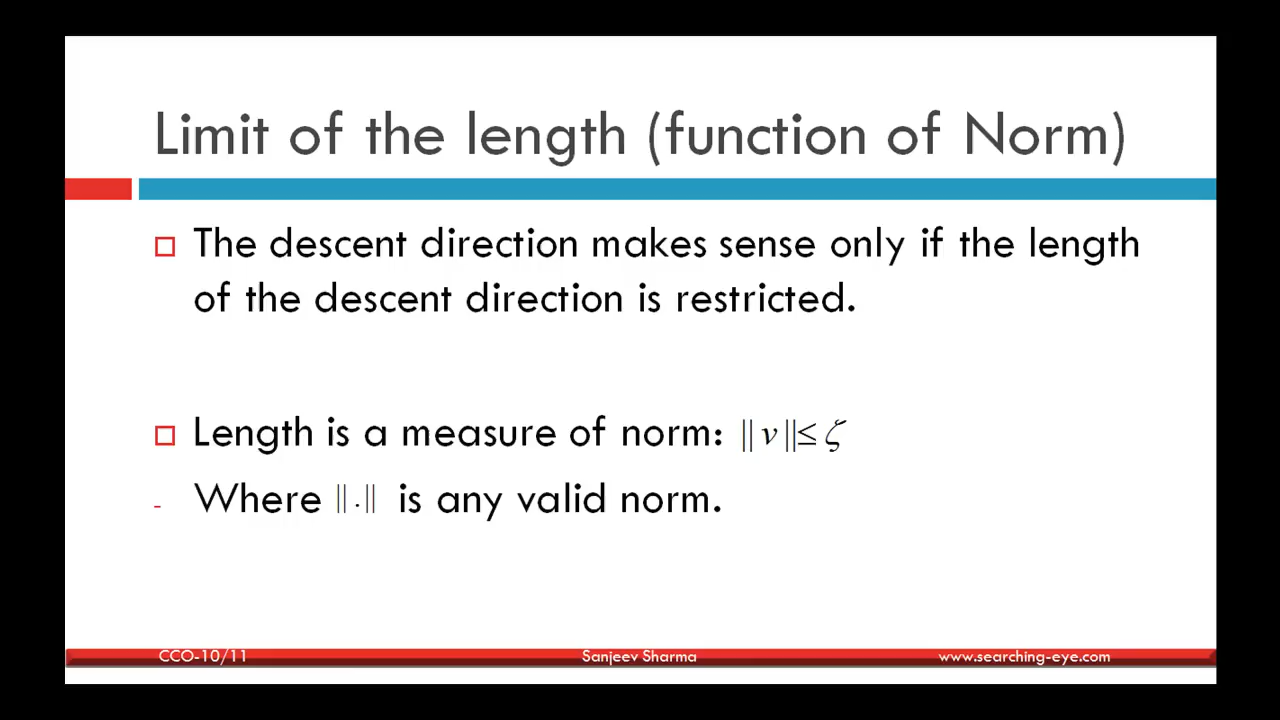 Limit of the length (function of Norm)
The descent direction makes sense only if the length
of the descent direction is restricted.
Length is a measure of norm: || v ||≤ ζ
- Where || . || is any valid norm.
CCO-10/11 Sanjeev Sharma www.searching-eye.com